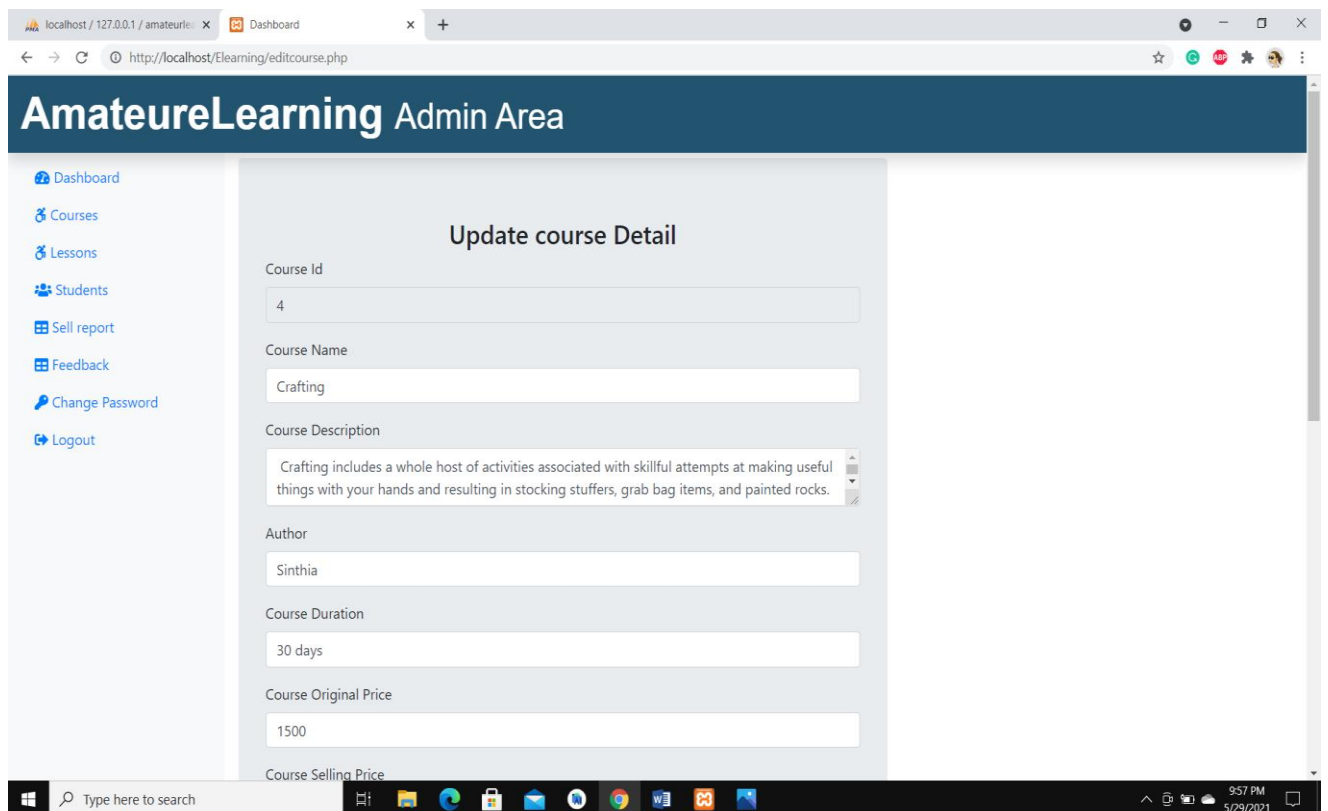 localhost / 127.0.0.1 / amateurle
Dashboard
http://localhost/Elearning/editcourse.php
ABP
AmateureLearning Admin Area
Dashboard
Courses
Lessons
Students
Sell report
Feedback
Change Password
Logout
Update course Detail
Course Id
4
Course Name
Crafting
Course Description
Crafting includes a whole host of activities associated with skillful attempts at making useful
things with your hands and resulting in stocking stuffers, grab bag items, and painted rocks.
Author
Sinthia
Course Duration
30 days
Course Original Price
1500
Course Selling Price
Type here to search
9:57 PM
5/29/2021